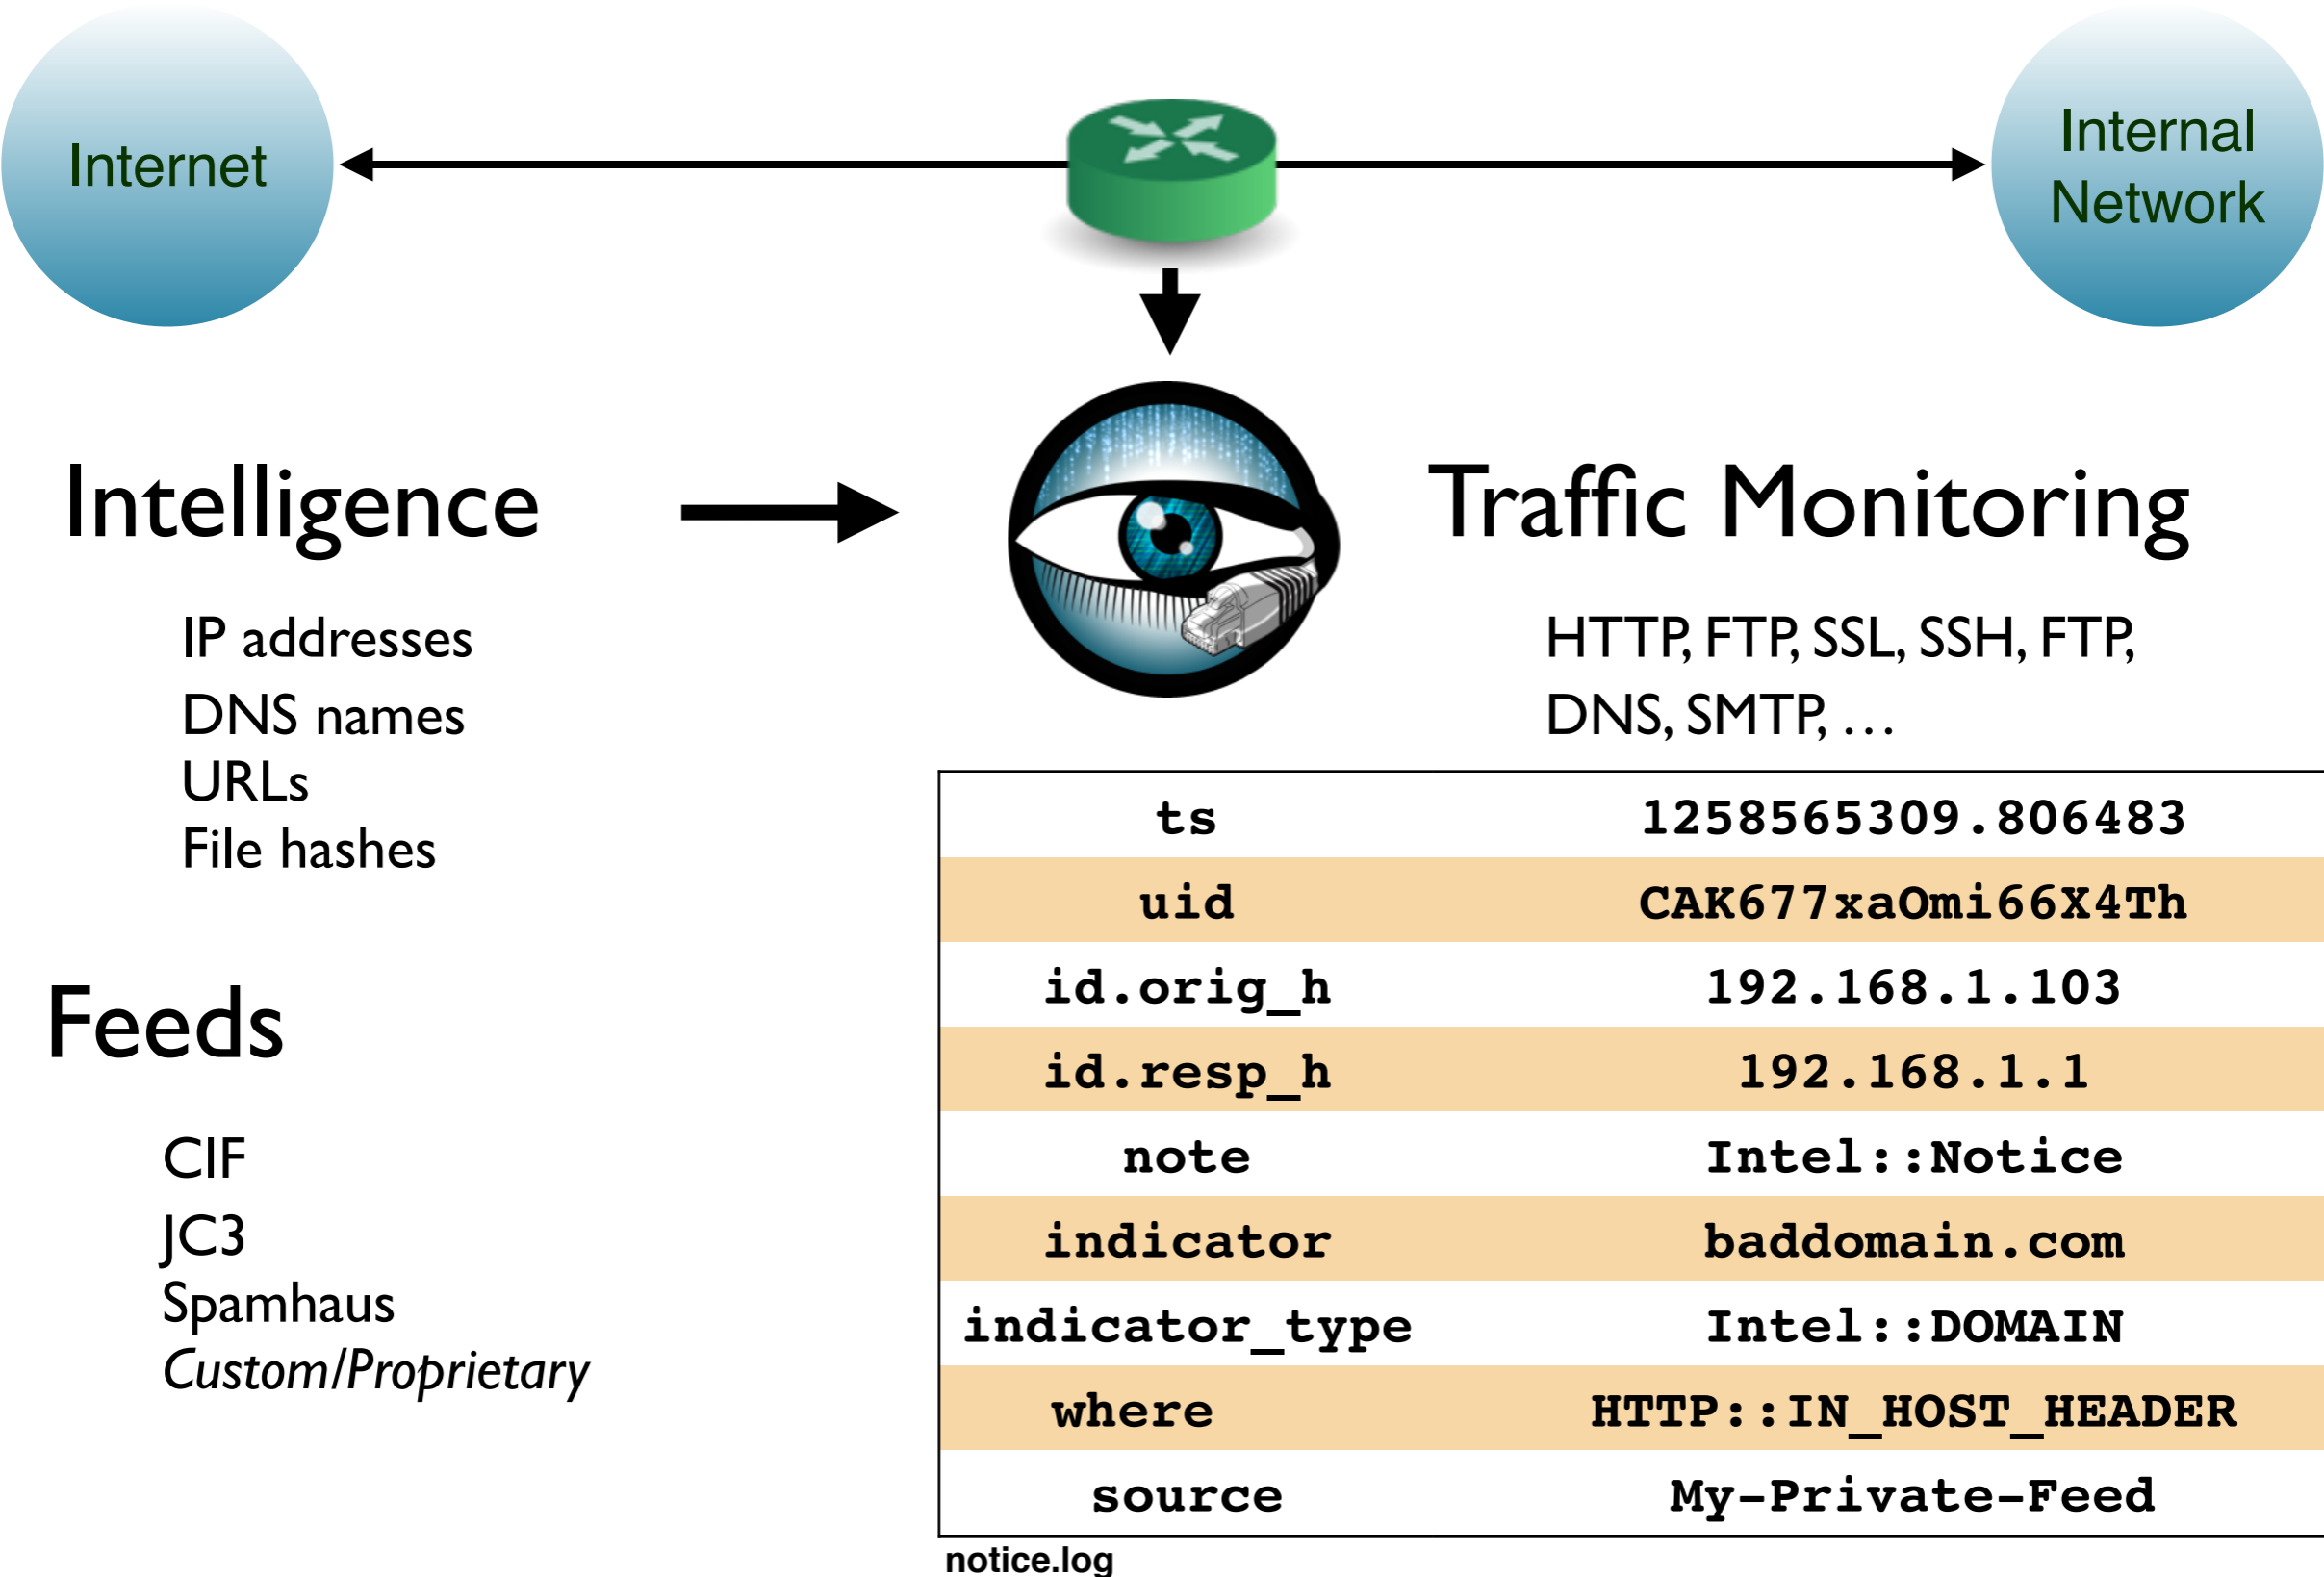 Internet
Internal
Network
Intelligence
IP addresses
DNS names
URLs
File hashes
Feeds
CIF
JC3
Spamhaus
Custom/Proprietary
Traffic Monitoring
HTTP, FTP, SSL, SSH, FTP,
DNS, SMTP, …
ts 1258565309.806483
uid CAK677xaOmi66X4Th
id.orig_h 192.168.1.103
id.resp_h 192.168.1.1
note Intel::Notice
indicator baddomain.com
indicator_type Intel::DOMAIN
where HTTP::IN_HOST_HEADER
source My-Private-Feed
notice.log